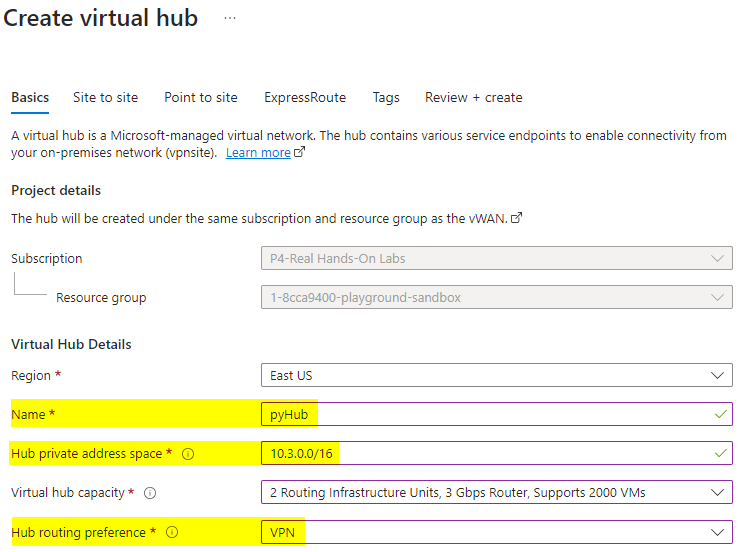 Create virtual hub ...
Basics Site to site Point to site ExpressRoute Tags Review + create
A virtual hub is a Microsoft-managed virtual network. The hub contains various service endpoints to enable connectivity from
your on-premises network (vpnsite). Learn more
Project details
The hub will be created under the same subscription and resource group as the vWAN.
Subscription P4-Real Hands-On Labs
Resource group 1-8cca9400-playground-sandbox
Virtual Hub Details
Region * East US
Name * pyHub
Hub private address space * 10.3.0.0/16
Virtual hub capacity * 2 Routing Infrastructure Units, 3 Gbps Router, Supports 2000 VMs
Hub routing preference * VPN